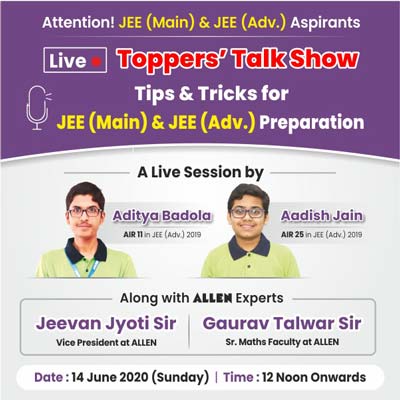 Attention! JEE (Main) & JEE (Adv.) Aspirants
Live Toppers' Talk Show
Tips & Tricks for
JEE (Main) & JEE (Adv.) Preparation
A Live Session by
Aditya Badola
AIR 11 in JEE (Adv.) 2019
Aadish Jain
AIR 25 in JEE (Adv.) 2019
Along with ALLEN Experts
Jeevan Jyoti Sir
Vice President at ALLEN
Gaurav Talwar Sir
Sr. Maths Faculty at ALLEN
Date : 14 June 2020 (Sunday) | Time : 12 Noon Onwards